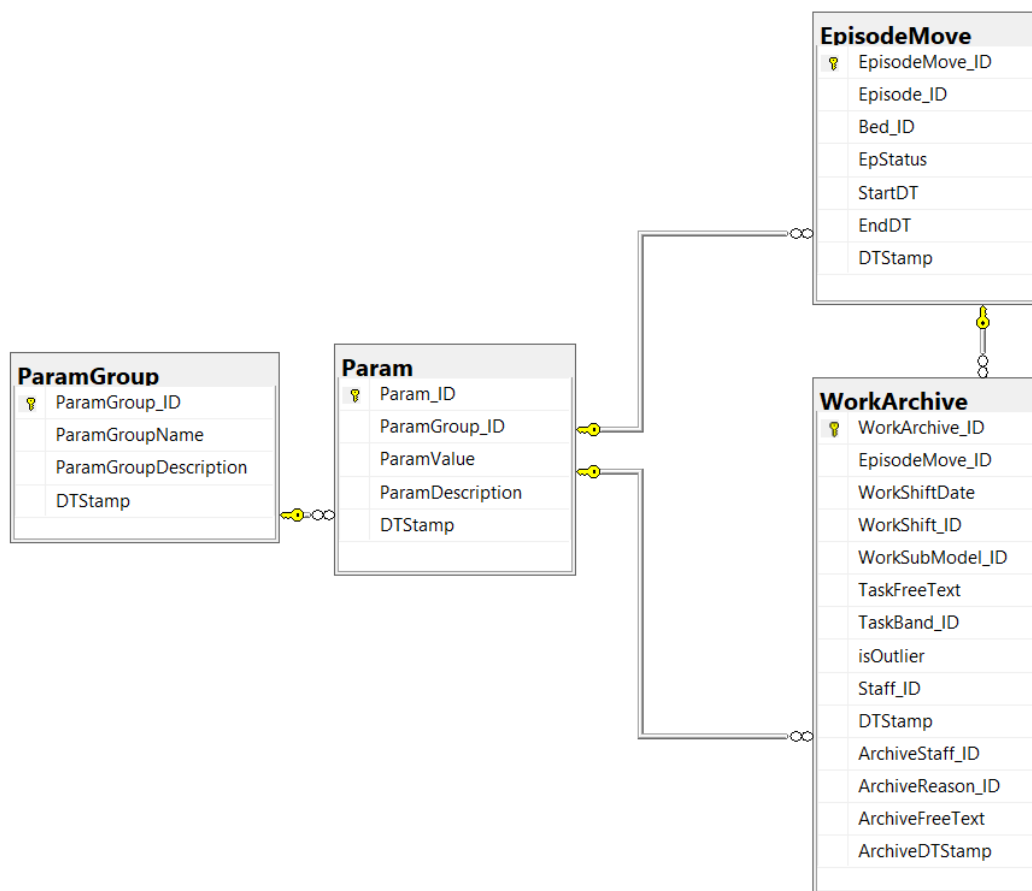 EpisodeMove
EpisodeMove_ID
Episode_ID
Bed_ID
EpStatus
StartDT
EndDT
DTStamp
ParamGroup
ParamGroup_ID
ParamGroupName
ParamGroupDescription
DTStamp
Param
Param_ID
ParamGroup_ID
ParamValue
ParamDescription
DTStamp
WorkArchive
WorkArchive_ID
EpisodeMove_ID
WorkShiftDate
WorkShift_ID
WorkSubModel_ID
TaskFreeText
TaskBand_ID
isOutlier
Staff_ID
DTStamp
ArchiveStaff_ID
ArchiveReason_ID
ArchiveFreeText
ArchiveDTStamp